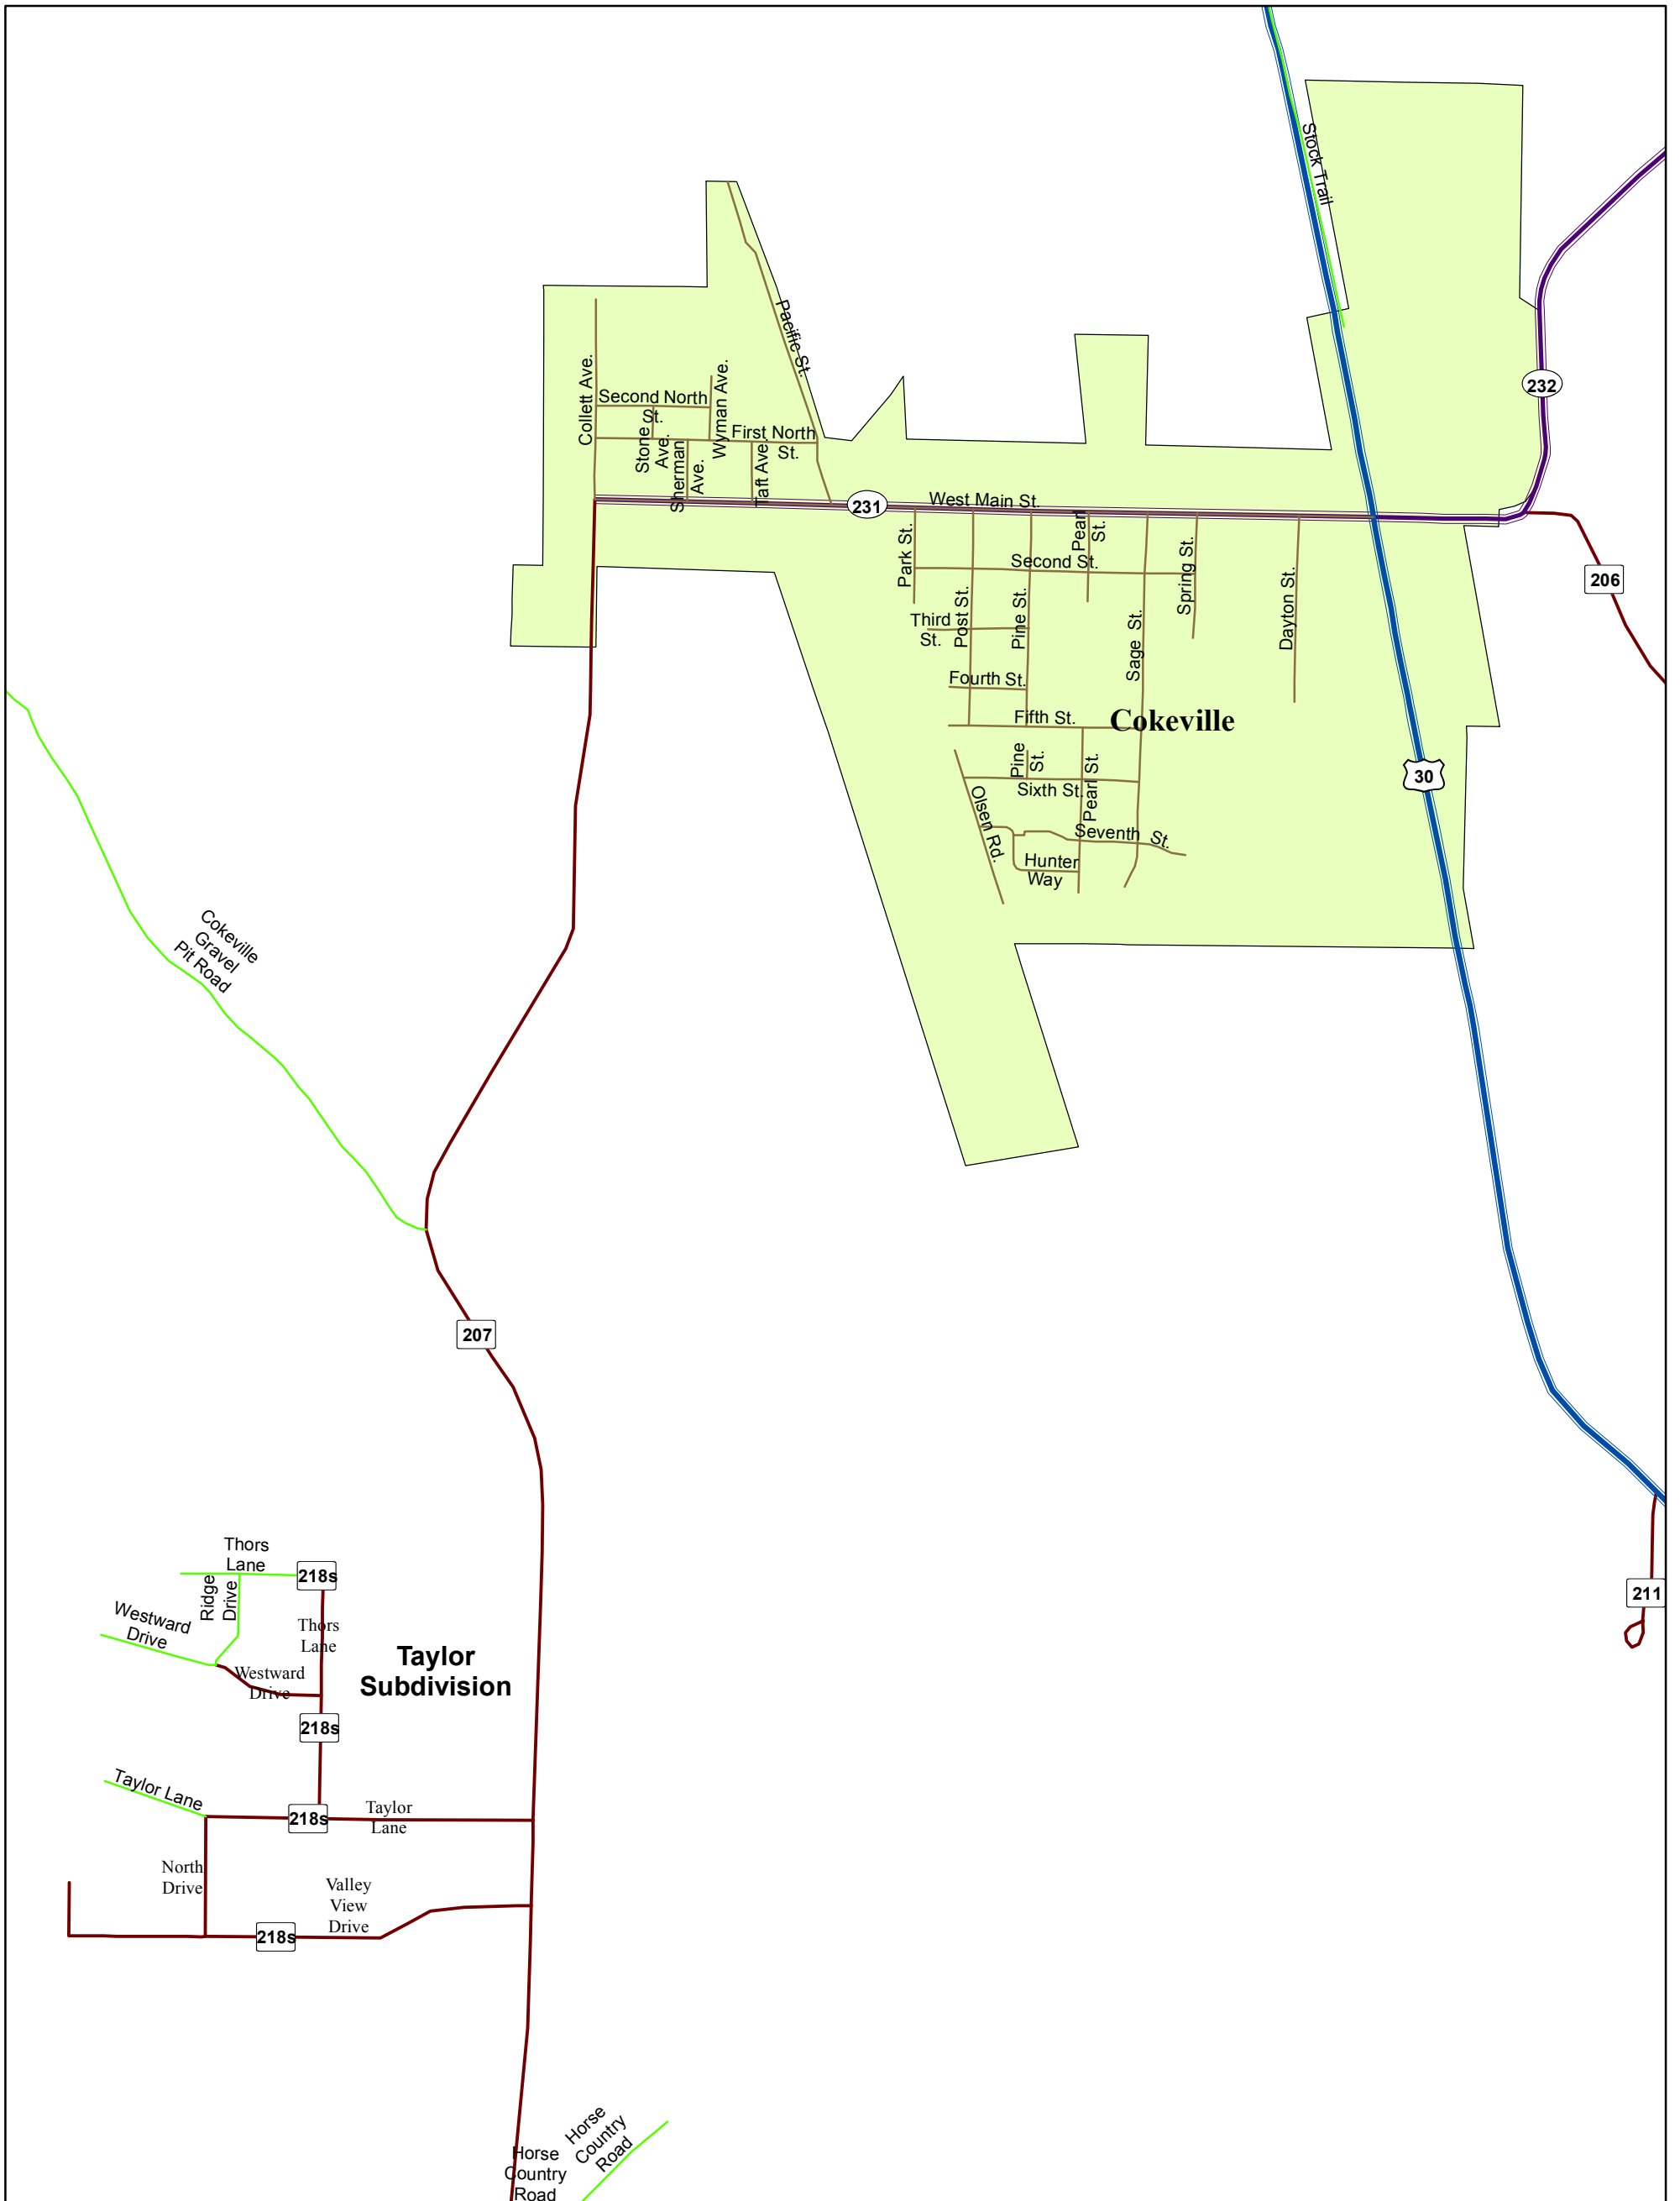 Stock Trail
232
Pacific St.
Collett Ave.
Second North
St.
Wyman Ave.
Stone
Ave.
First North
St.
Sherman
Ave.
Taft Ave.
231
West Main St.
206
Park St.
Pearl
St.
Second St.
Spring St.
Third
St.
Post St.
Pine St.
Sage St.
Dayton St.
Fourth St.
Fifth St.
Cokeville
Pine
St.
Pearl St.
Sixth St.
30
Olsen Rd.
Seventh St.
Hunter
Way
Cokeville
Gravel
Pit Road
207
Thors
Lane
218s
Ridge
Drive
Westward
Drive
Thors
Lane
Westward
Drive
Taylor
Subdivision
211
218s
Taylor Lane
218s
Taylor
Lane
North
Drive
Valley
View
Drive
218s
Horse
Country
Road
Horse
Country
Road